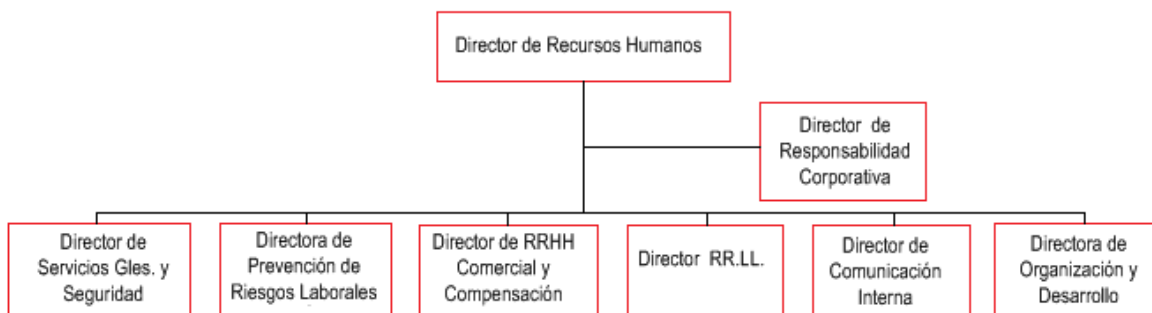 Director de Recursos Humanos
Director de
Responsabilidad
Corporativa
Director de
Servicios Gles. y
Seguridad
Directora de
Prevención de
Riesgos Laborales
Director de RRHH
Comercial y
Compensación
Director RR.LL.
Director de
Comunicación
Interna
Directora de
Organización y
Desarrollo